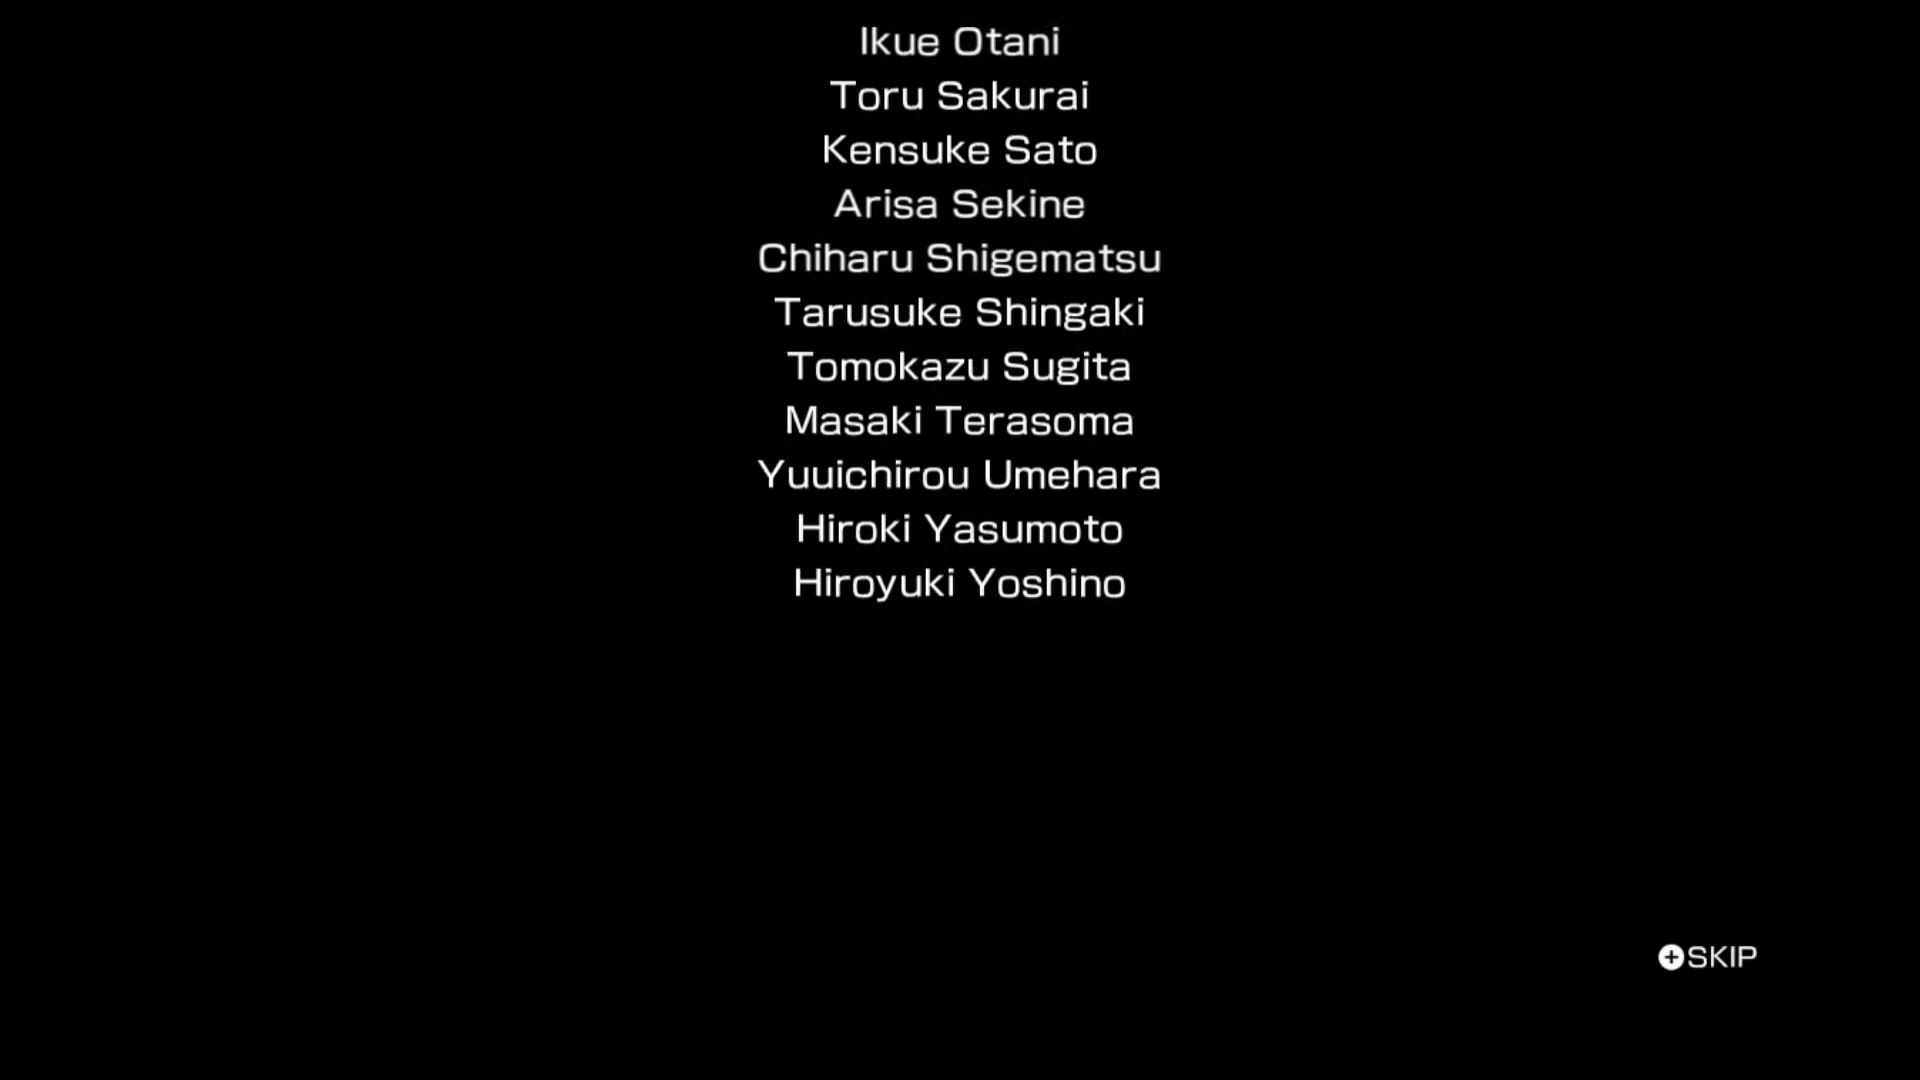 Ikue Otani
Toru Sakurai
Kensuke Sato
Arisa Sekine
Chiharu Shigematsu
Tarusuke Shingaki
Tomokazu Sugita
Masaki Terasoma
Yuuichirou Umehara
Hiroki Yasumoto
Hiroyuki Yoshino
SKIP